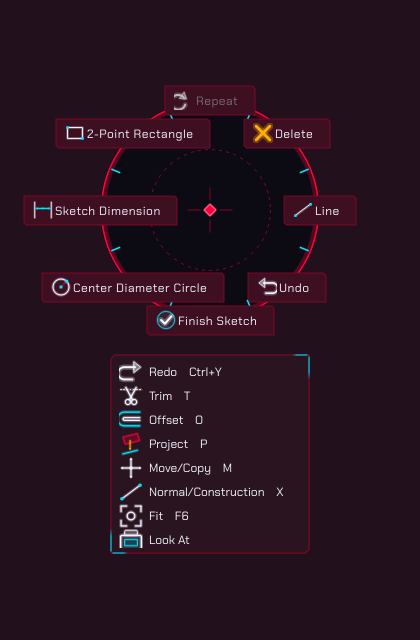 Repeat
2-Point Rectangle
Delete
Sketch Dimension
Line
Center Diameter Circle
Undo
Finish Sketch
Redo Ctrl+Y
Trim T
Offset O
Project P
Move/Copy M
Normal/Construction X
Fit F6
Look At